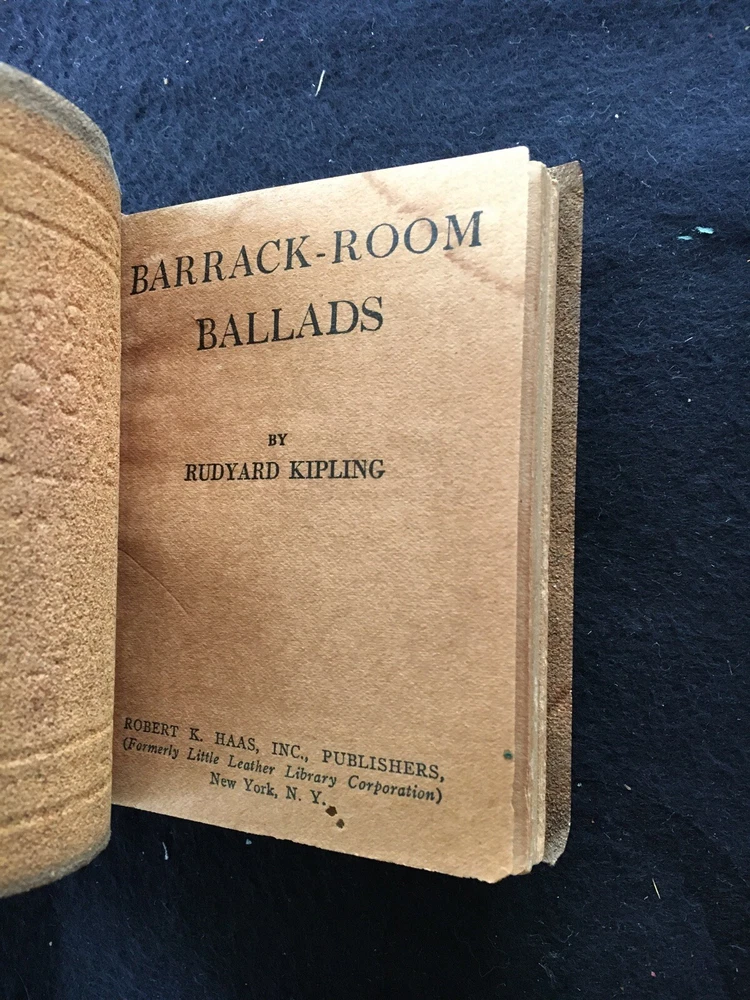 BARRACK-ROOM
BALLADS
BY
RUDYARD KIPLING
ROBERT K. HAAS, INC., PUBLISHERS,
(Formerly Little Leather Library Corporation)
New York, N. Y.